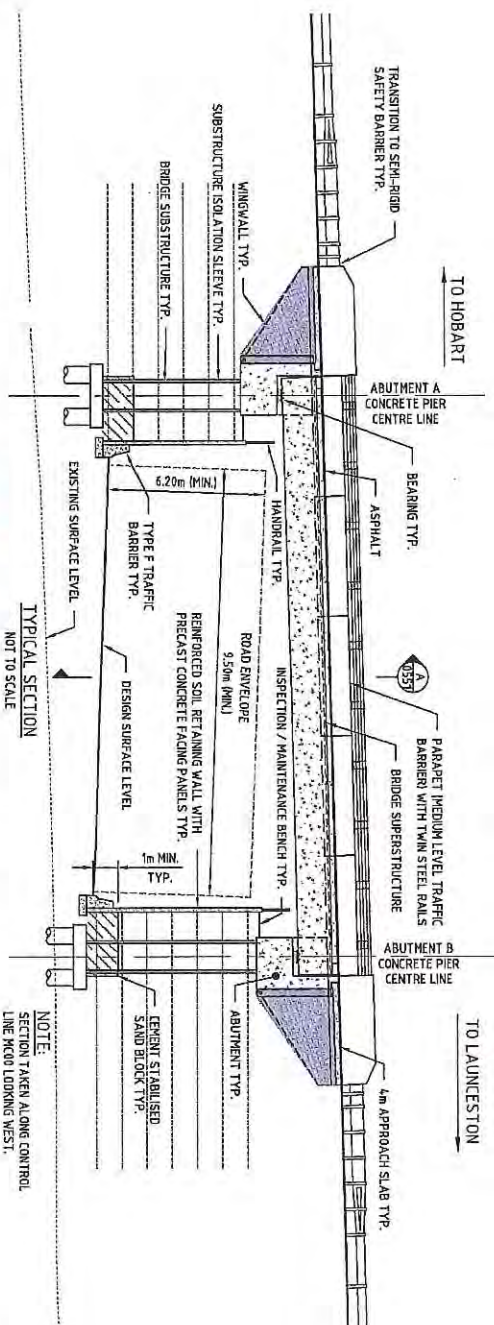 TO HOBART
TO LAUNCESTON
TRANSITION TO SEMI-RIGID
SAFETY BARRIER TYP.
ABUTMENT A
CONCRETE PIER
CENTRE LINE
BEARING TYP.
ASPHALT
A
0551
PARAPET (MEDIUM LEVEL TRAFFIC
BARRIER) WITH TWIN STEEL RAILS
BRIDGE SUPERSTRUCTURE
ABUTMENT B
CONCRETE PIER
CENTRE LINE
4m APPROACH SLAB TYP.
WINGWALL TYP.
SUBSTRUCTURE ISOLATION SLEEVE TYP.
BRIDGE SUBSTRUCTURE TYP.
HANDRAIL TYP.
6.20m (MIN.)
ROAD ENVELOPE
9.50m (MIN.)
INSPECTION / MAINTENANCE BENCH TYP.
REINFORCED SOIL RETAINING WALL WITH
PRECAST CONCRETE FACING PANELS TYP.
1m MIN.
TYP.
ABUTMENT TYP.
CEMENT STABILISED
SAND BLOCK TYP.
TYPE F TRAFFIC
BARRIER TYP.
DESIGN SURFACE LEVEL
EXISTING SURFACE LEVEL
TYPICAL SECTION
NOT TO SCALE
NOTE:
SECTION TAKEN ALONG CONTROL
LINE MC00 LOOKING WEST.